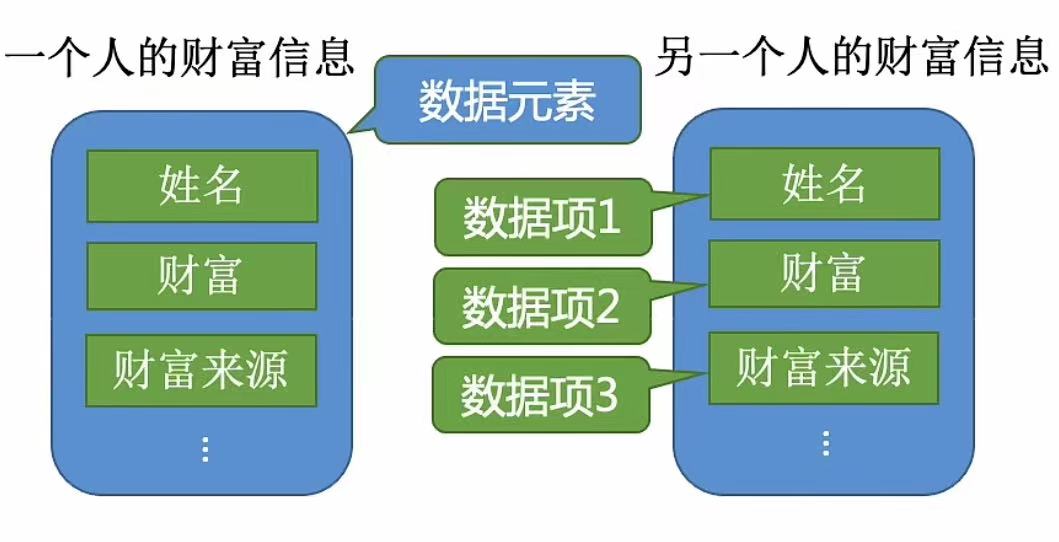 一个人的财富信息
另一个人的财富信息
数据元素
姓名
财富
财富来源
⋮
数据项1
数据项2
数据项3
姓名
财富
财富来源
⋮